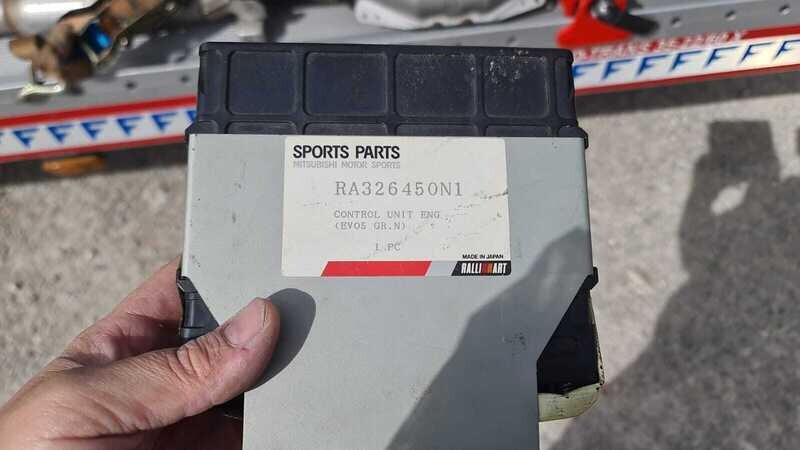 SPORTS PARTS
MITSUBISHI MOTOR SPORTS
RA326450N1
CONTROL UNIT ENG
(EVO5 GR.N)
1 PC
MADE IN JAPAN
RALLIART